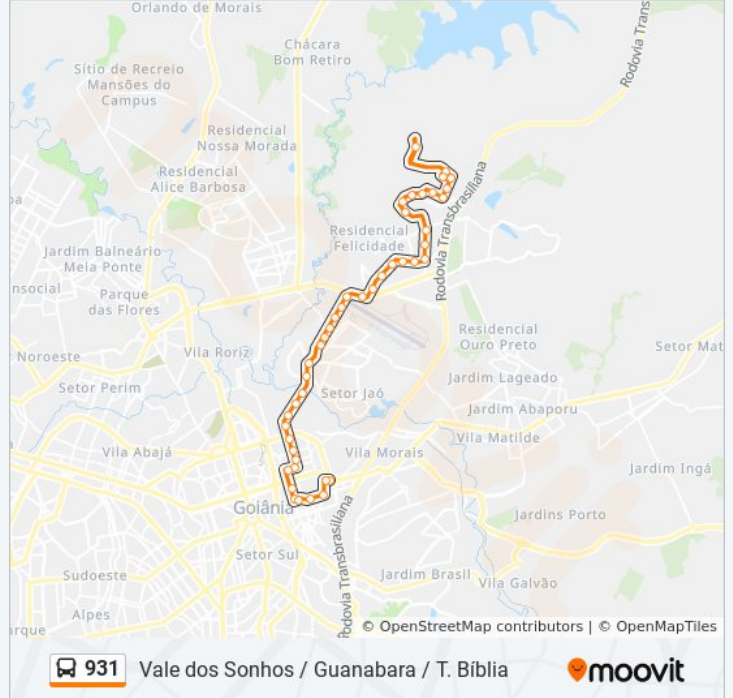 Orlando de Morais
Chácara
Bom Retiro
Rodovia Trans
Sítio de Recreio
Mansões do
Campus
Residencial
Nossa Morada
Residencial
Alice Barbosa
Rodovia Transbrasiliana
Residencial
Felicidade
Jardim Balneário
Meia Ponte
nsocial
Parque
das Flores
Residencial
Ouro Preto
Noroeste
Vila Roriz
Setor Mat
Setor Perim
Setor Jaó
Jardim Lageado
Jardim Abaporu
Vila Matilde
Vila Abajá
Vila Morais
Jardim Ingá
Goiânia
Jardins Porto
Rodovia Transbrasiliana
Setor Sul
Sudoeste
Jardim Brasil
Vila Galvão
Alpes
rque
© OpenStreetMap contributors | © OpenMapTiles
931 Vale dos Sonhos / Guanabara / T. Bíblia
moovit